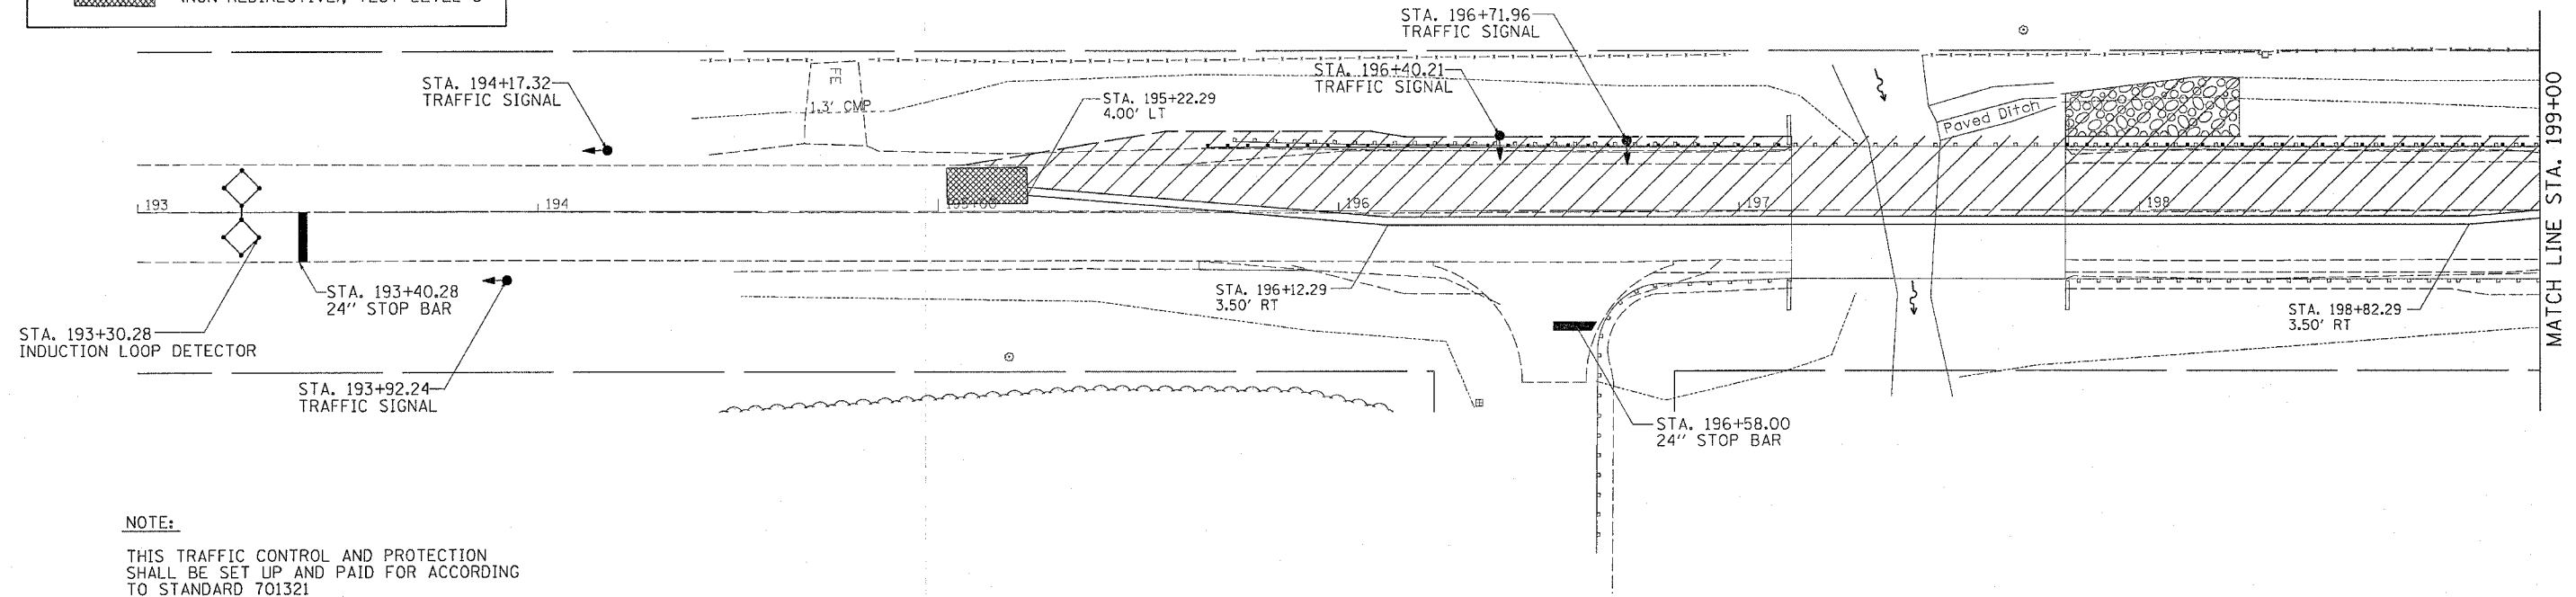 STA. 196+71.96
TRAFFIC SIGNAL
STA. 194+17.32
TRAFFIC SIGNAL
FE
1.3' CMP
STA. 195+22.29
4.00' LT
STA. 196+40.21
TRAFFIC SIGNAL
Paved Ditch
MATCH LINE STA. 199+00
193
194
195+00
196
197
198
STA. 193+40.28
24" STOP BAR
STA. 193+30.28
INDUCTION LOOP DETECTOR
STA. 193+92.24
TRAFFIC SIGNAL
STA. 196+12.29
3.50' RT
STA. 198+82.29
3.50' RT
STA. 196+58.00
24" STOP BAR
NOTE:
THIS TRAFFIC CONTROL AND PROTECTION
SHALL BE SET UP AND PAID FOR ACCORDING
TO STANDARD 701321